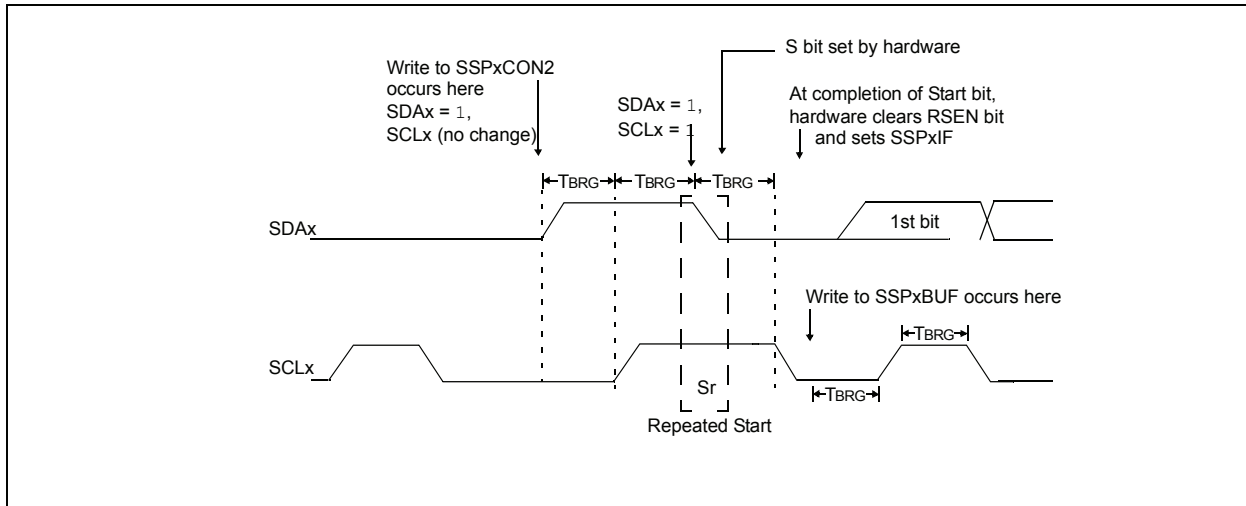 S bit set by hardware
Write to SSPxCON2
occurs here
SDAx = 1,
SCLx (no change)
SDAx = 1,
SCLx = 1
At completion of Start bit,
hardware clears RSEN bit
and sets SSPxIF
TBRG TBRG TBRG
SDAx
1st bit
Write to SSPxBUF occurs here
TBRG
SCLx
Sr
TBRG
Repeated Start